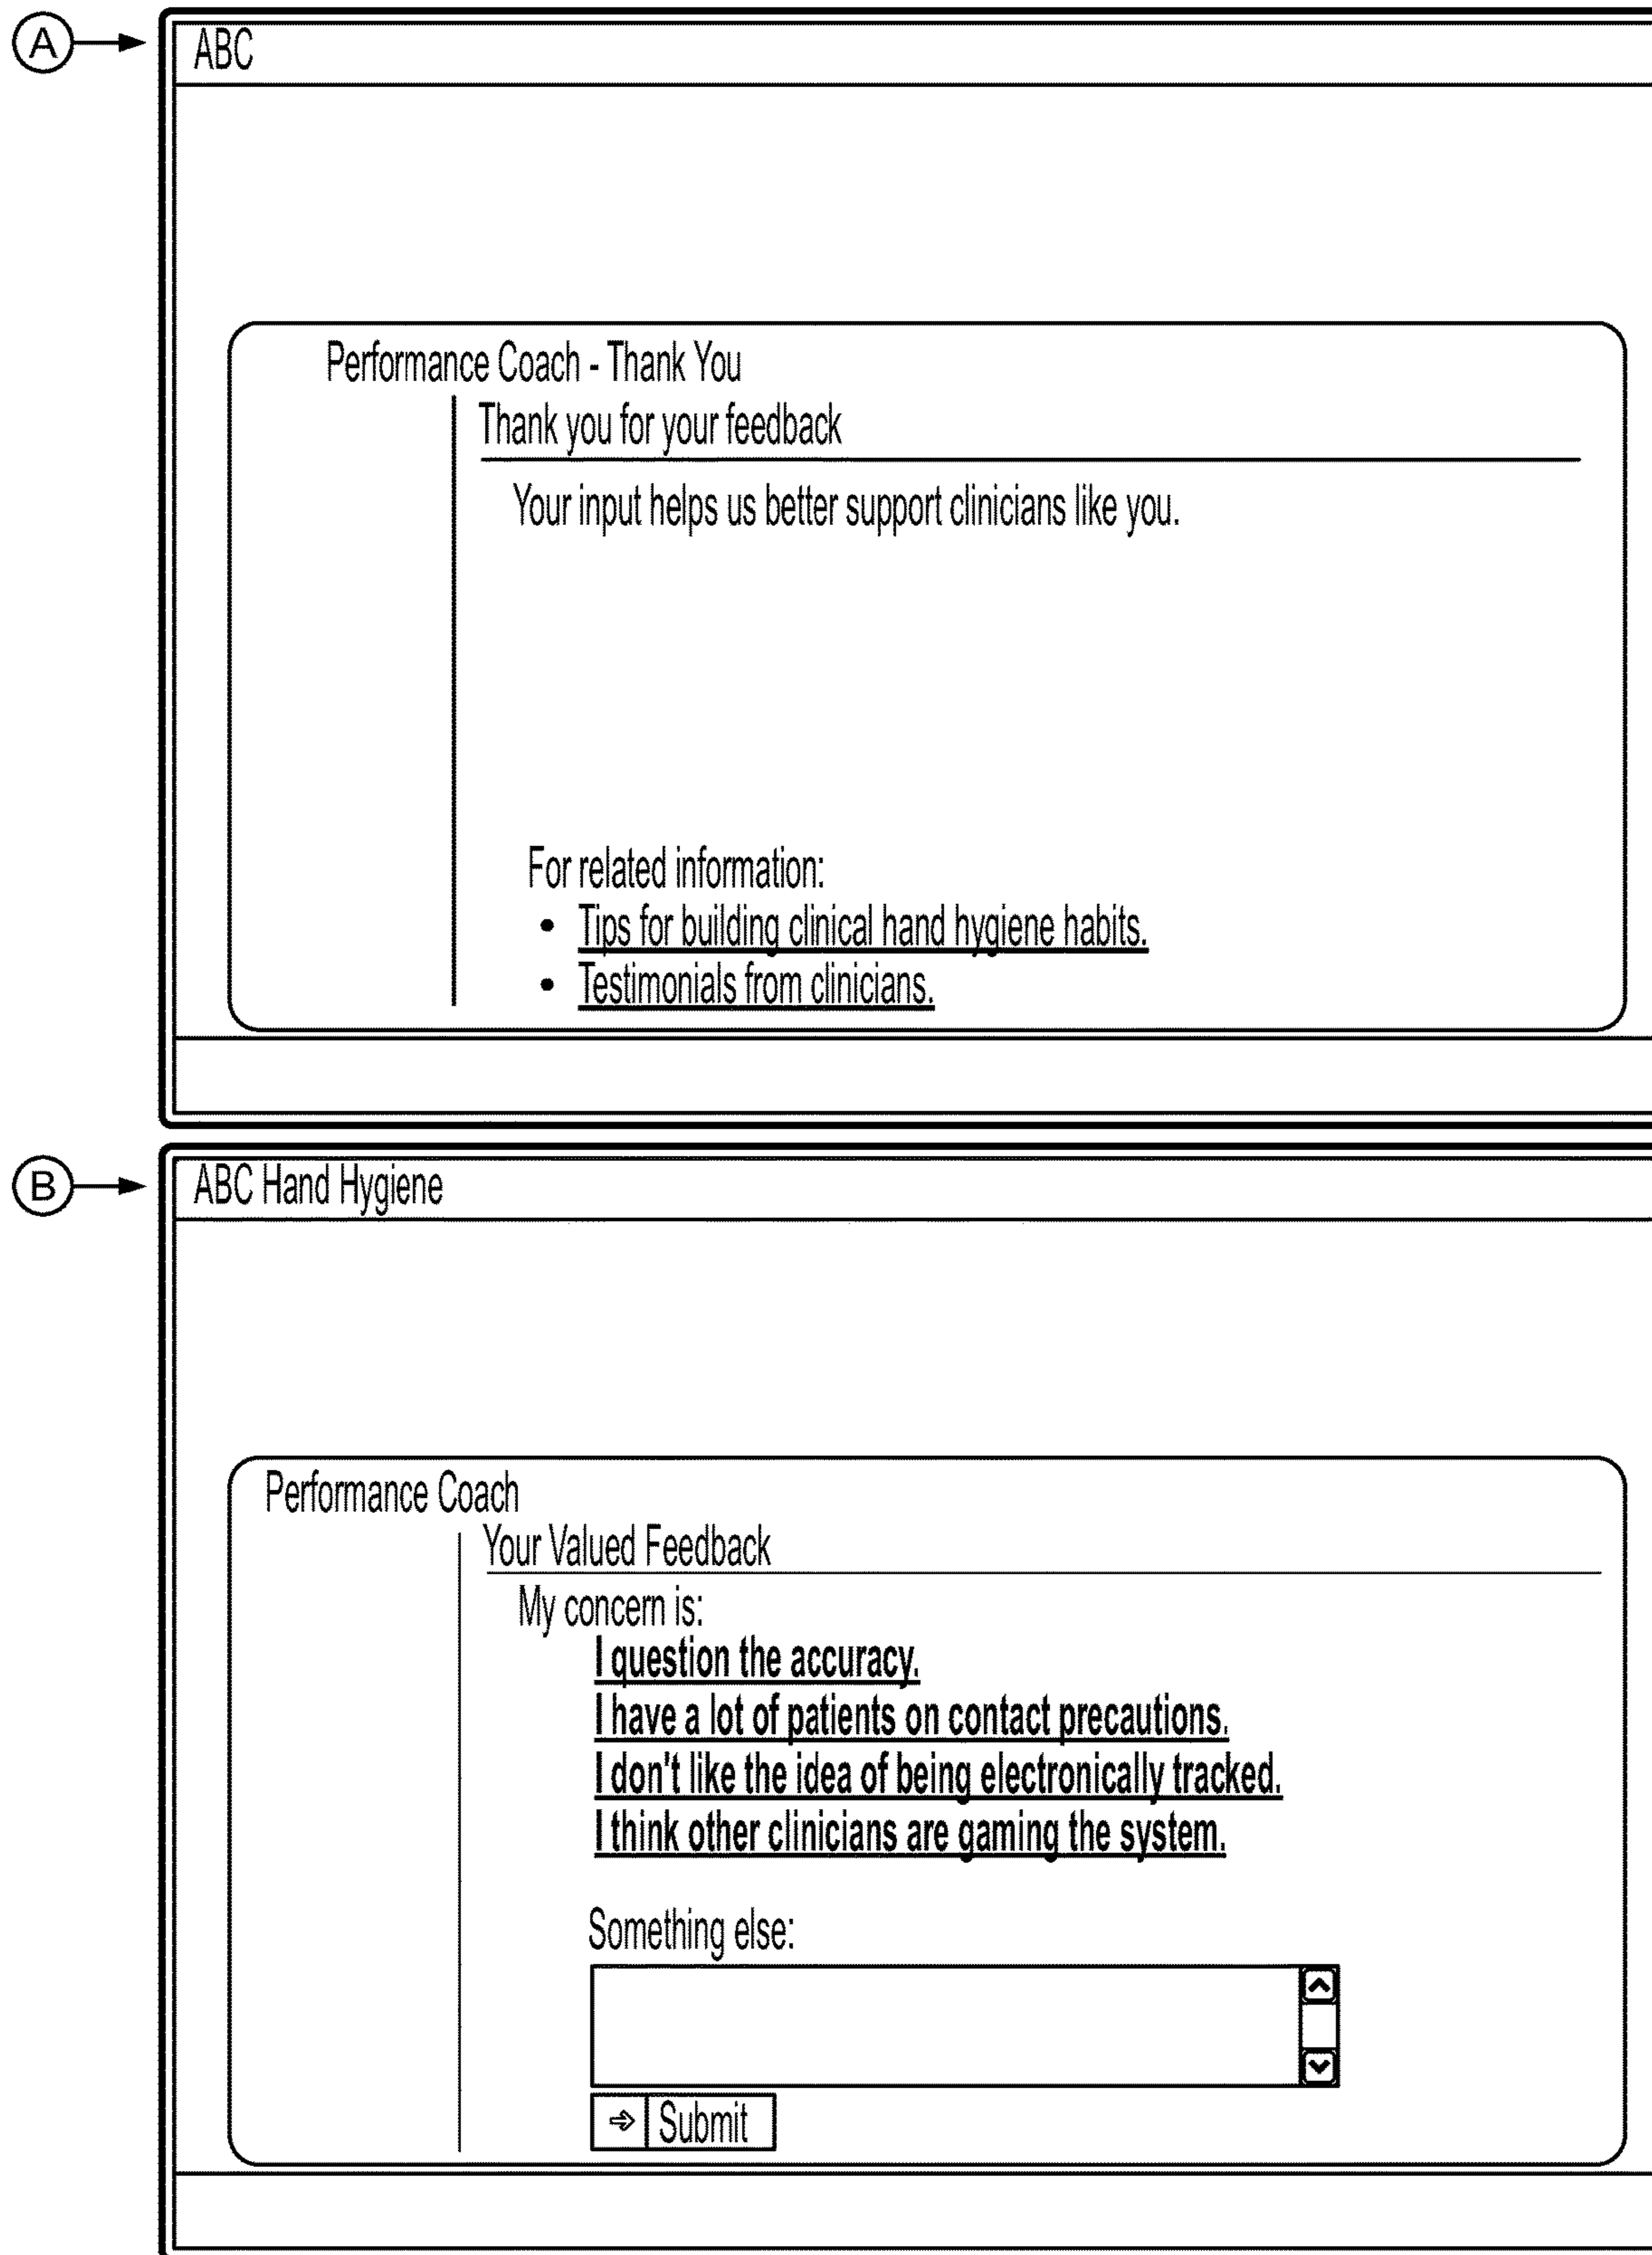 A
ABC
Performance Coach - Thank You
Thank you for your feedback
Your input helps us better support clinicians like you.
For related information:
• Tips for building clinical hand hygiene habits.
• Testimonials from clinicians.
B
ABC Hand Hygiene
Performance Coach
Your Valued Feedback
My concern is:
I question the accuracy.
I have a lot of patients on contact precautions.
I don't like the idea of being electronically tracked.
I think other clinicians are gaming the system.
Something else:
Submit